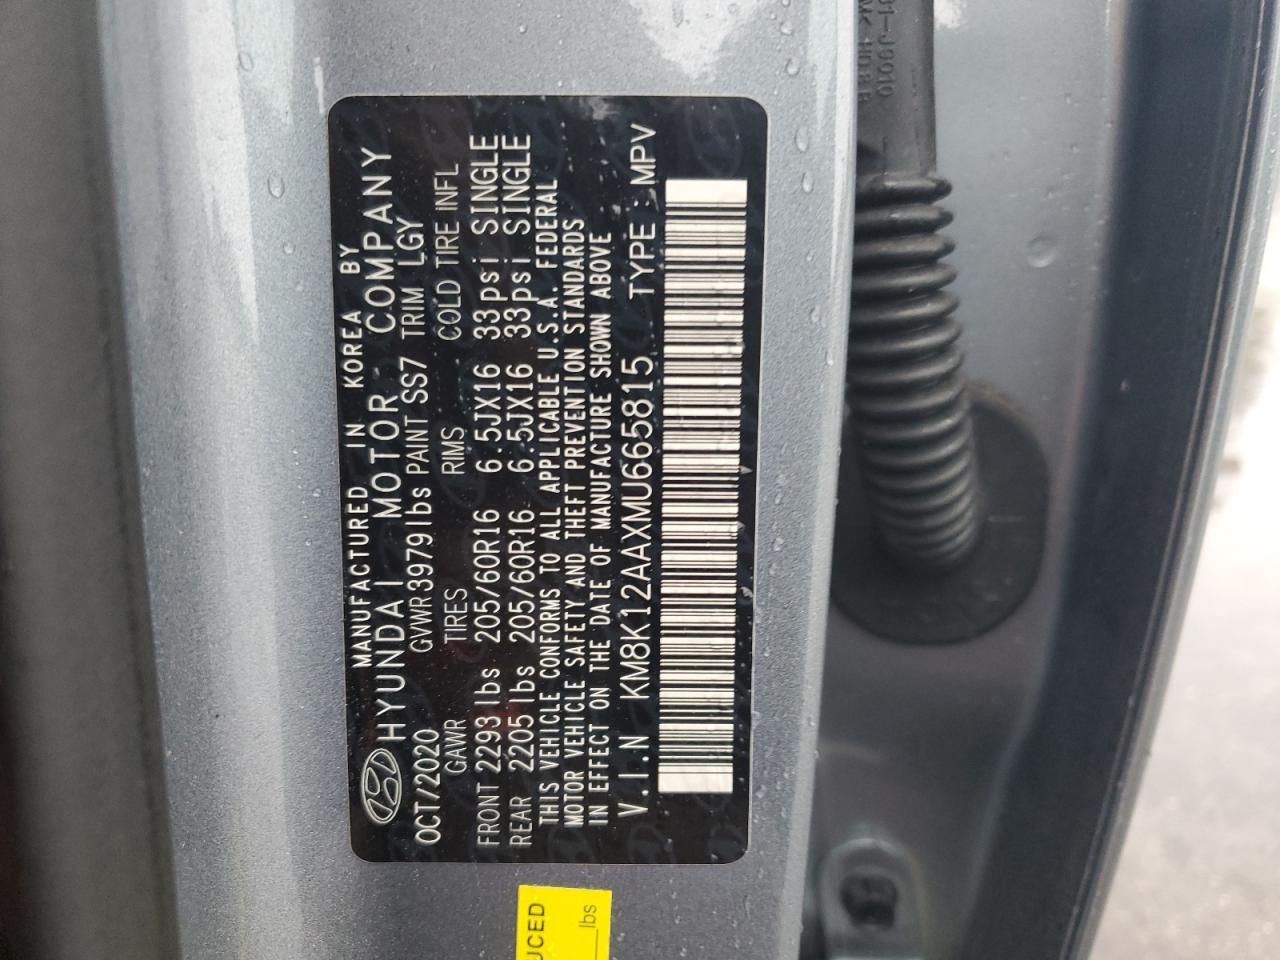 MANUFACTURED IN KOREA BY
HYUNDAI MOTOR COMPANY
OCT/2020 GVWR 3979lbs PAINT SS7 TRIM LGY
GAWR TIRES RIMS COLD TIRE INFL
FRONT 2293lbs 205/60R16 6.5JX16 33psi SINGLE
REAR 2205lbs 205/60R16 6.5JX16 33psi SINGLE
THIS VEHICLE CONFORMS TO ALL APPLICABLE U.S.A. FEDERAL
MOTOR VEHICLE SAFETY AND THEFT PREVENTION STANDARDS
IN EFFECT ON THE DATE OF MANUFACTURE SHOWN ABOVE
V.I.N KM8K12AAXMU665815 TYPE : MPV
UCED
lbs